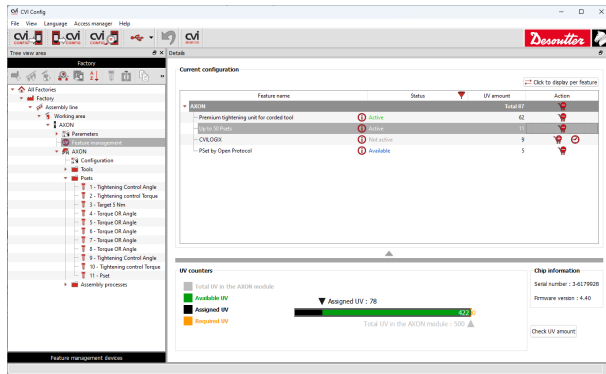 CVI Config
File View Language Access manager Help
cvi CONFIG cvi CONFIG cvi CONFIG cvi MONITOR
Desoutter
Tree view area
Details
Factory
All Factories
Factory
Assembly line
Working area
AXON
Parameters
Feature management
AXON
Configuration
Tools
Psets
1 - Tightening Control Angle
2 - Tightening control Torque
3 - Target 5 Nm
4 - Torque OR Angle
5 - Torque OR Angle
6 - Torque OR Angle
7 - Torque OR Angle
8 - Torque OR Angle
9 - Tightening Control Angle
10 - Tightening control Torque
11 - Pset
Assembly processes
Feature management devices
Current configuration
Click to display per feature
Feature name Status UV amount Action
AXON Total 87
Premium tightening unit for corded tool Active 62
Up to 50 Psets Active 11
CVILOGIX Not active 9
PSet by Open Protocol Available 5
UV counters
Total UV in the AXON module
Available UV
Assigned UV
Required UV
Assigned UV : 78
422
Total UV in the AXON module : 500
Chip information
Serial number : 3-6179928
Firmware version : 4.40
Check UV amount